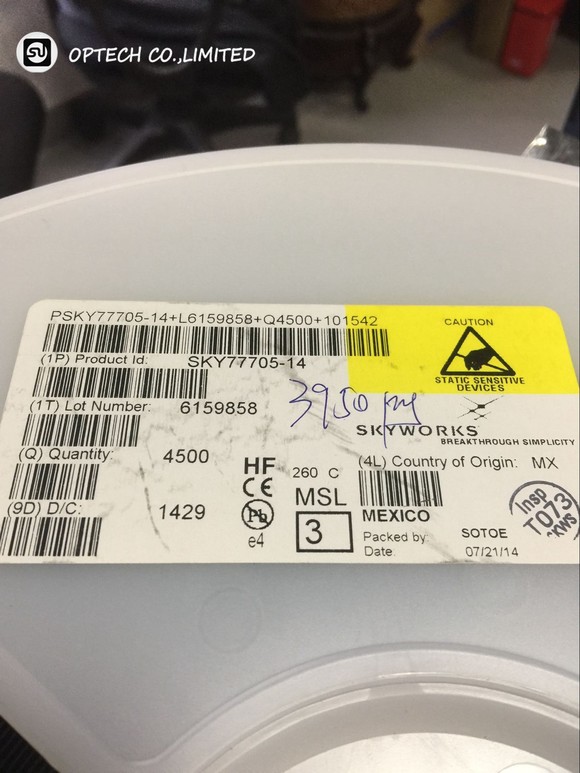 SU OPTECH CO.,LIMITED
PSKY77705-14+L6159858+Q4500+101542
CAUTION
STATIC SENSITIVE
DEVICES
(1P) Product Id: SKY77705-14
(1T) Lot Number: 6159858
3950
SKYWORKS
BREAKTHROUGH SIMPLICITY
(Q) Quantity: 4500
HF
CE
Pb
e4
260 C
MSL
3
(4L) Country of Origin: MX
MEXICO
(9D) D/C: 1429
Packed by: SOTOE
Date: 07/21/14
Insp
T073